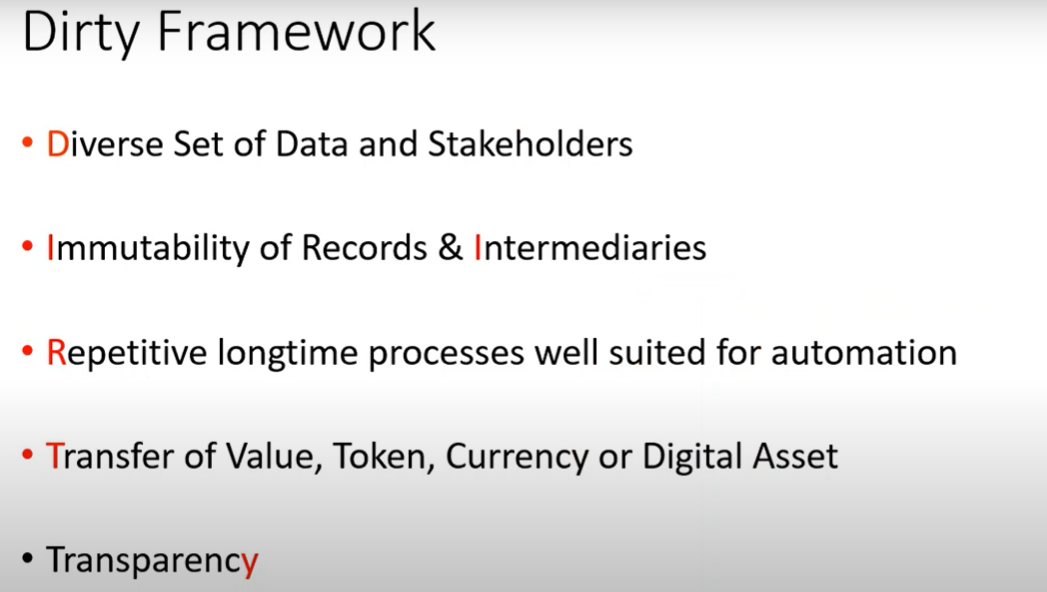 Dirty Framework
• Diverse Set of Data and Stakeholders
• Immutability of Records & Intermediaries
• Repetitive longtime processes well suited for automation
• Transfer of Value, Token, Currency or Digital Asset
• Transparency